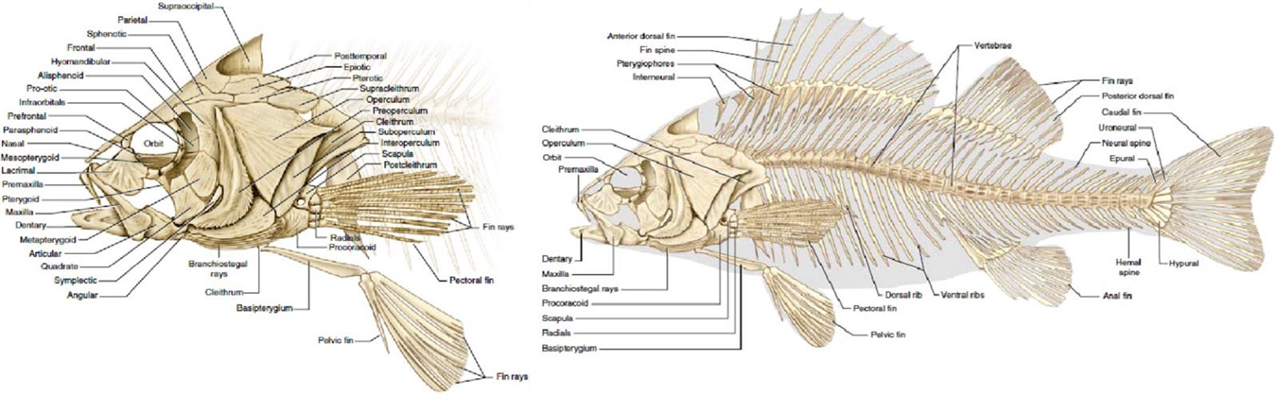 Supraoccipital
Parietal
Sphenotic
Frontal
Hyomandibular
Alisphenoid
Pro-otic
Infraorbitals
Prefrontal
Parasphenoid
Nasal
Mesopterygoid
Lacrimal
Premaxilla
Pterygoid
Maxilla
Dentary
Metapterygoid
Articular
Quadrate
Symplectic
Angular
Orbit
Posttemporal
Epiotic
Pterotic
Supracleithrum
Operculum
Preoperculum
Cleithrum
Suboperculum
Interoperculum
Scapula
Postcleithrum
Fin rays
Radials
Procoracoid
Pectoral fin
Branchiostegal
rays
Cleithrum
Basipterygium
Pelvic fin
Fin rays
Anterior dorsal fin
Fin spine
Pterygiophores
Interneural
Cleithrum
Operculum
Orbit
Premaxilla
Dentary
Maxilla
Branchiostegal rays
Procoracoid
Scapula
Radials
Basipterygium
Vertebrae
Fin rays
Posterior dorsal fin
Caudal fin
Uroneural
Neural spine
Epural
Hemal
spine
Hypural
Anal fin
Dorsal rib
Ventral ribs
Pectoral fin
Pelvic fin